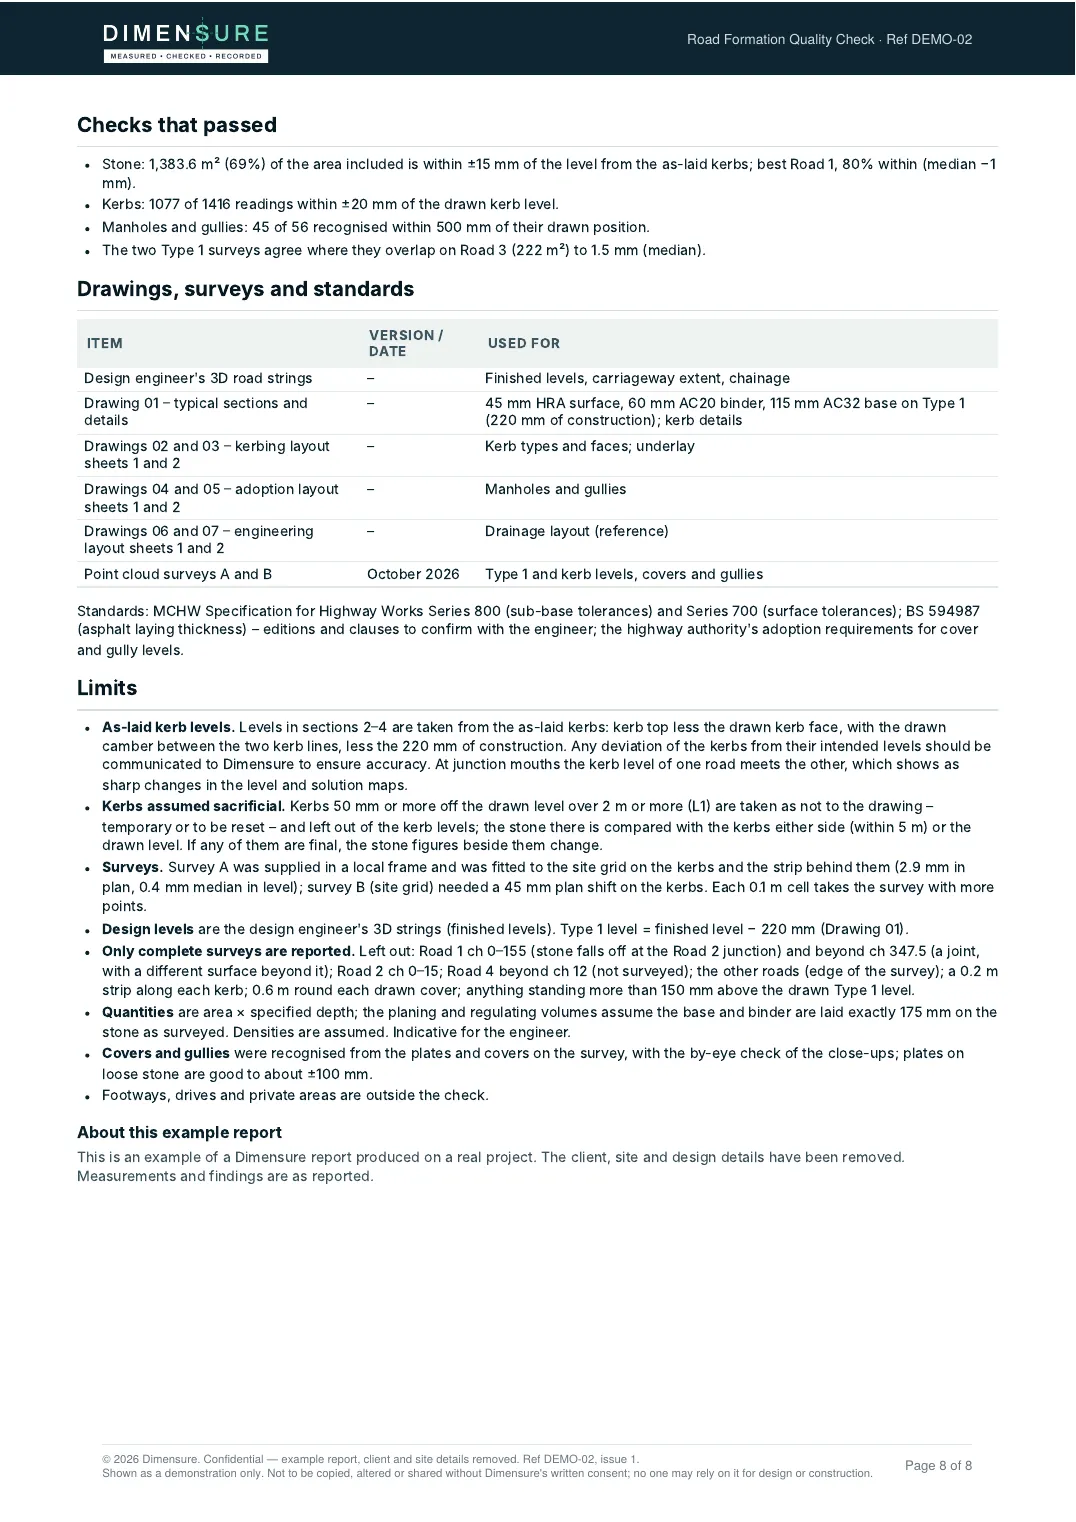 DIMENSURE
MEASURED • CHECKED • RECORDED
Road Formation Quality Check · Ref DEMO-02
Checks that passed
• Stone: 1,383.6 m² (69%) of the area included is within ±15 mm of the level from the as-laid kerbs; best Road 1, 80% within (median −1
mm).
• Kerbs: 1077 of 1416 readings within ±20 mm of the drawn kerb level.
• Manholes and gullies: 45 of 56 recognised within 500 mm of their drawn position.
• The two Type 1 surveys agree where they overlap on Road 3 (222 m²) to 1.5 mm (median).
Drawings, surveys and standards
ITEM
VERSION /
DATE
USED FOR
Design engineer's 3D road strings
–
Finished levels, carriageway extent, chainage
Drawing 01 – typical sections and
details
–
45 mm HRA surface, 60 mm AC20 binder, 115 mm AC32 base on Type 1
(220 mm of construction); kerb details
Drawings 02 and 03 – kerbing layout
sheets 1 and 2
–
Kerb types and faces; underlay
Drawings 04 and 05 – adoption layout
sheets 1 and 2
–
Manholes and gullies
Drawings 06 and 07 – engineering
layout sheets 1 and 2
–
Drainage layout (reference)
Point cloud surveys A and B
October 2026
Type 1 and kerb levels, covers and gullies
Standards: MCHW Specification for Highway Works Series 800 (sub-base tolerances) and Series 700 (surface tolerances); BS 594987
(asphalt laying thickness) – editions and clauses to confirm with the engineer; the highway authority's adoption requirements for cover
and gully levels.
Limits
• As-laid kerb levels. Levels in sections 2–4 are taken from the as-laid kerbs: kerb top less the drawn kerb face, with the drawn
camber between the two kerb lines, less the 220 mm of construction. Any deviation of the kerbs from their intended levels should be
communicated to Dimensure to ensure accuracy. At junction mouths the kerb level of one road meets the other, which shows as
sharp changes in the level and solution maps.
• Kerbs assumed sacrificial. Kerbs 50 mm or more off the drawn level over 2 m or more (L1) are taken as not to the drawing –
temporary or to be reset – and left out of the kerb levels; the stone there is compared with the kerbs either side (within 5 m) or the
drawn level. If any of them are final, the stone figures beside them change.
• Surveys. Survey A was supplied in a local frame and was fitted to the site grid on the kerbs and the strip behind them (2.9 mm in
plan, 0.4 mm median in level); survey B (site grid) needed a 45 mm plan shift on the kerbs. Each 0.1 m cell takes the survey with more
points.
• Design levels are the design engineer's 3D strings (finished levels). Type 1 level = finished level − 220 mm (Drawing 01).
• Only complete surveys are reported. Left out: Road 1 ch 0–155 (stone falls off at the Road 2 junction) and beyond ch 347.5 (a joint,
with a different surface beyond it); Road 2 ch 0–15; Road 4 beyond ch 12 (not surveyed); the other roads (edge of the survey); a 0.2 m
strip along each kerb; 0.6 m round each drawn cover; anything standing more than 150 mm above the drawn Type 1 level.
• Quantities are area × specified depth; the planing and regulating volumes assume the base and binder are laid exactly 175 mm on the
stone as surveyed. Densities are assumed. Indicative for the engineer.
• Covers and gullies were recognised from the plates and covers on the survey, with the by-eye check of the close-ups; plates on
loose stone are good to about ±100 mm.
• Footways, drives and private areas are outside the check.
About this example report
This is an example of a Dimensure report produced on a real project. The client, site and design details have been removed.
Measurements and findings are as reported.
© 2026 Dimensure. Confidential — example report, client and site details removed. Ref DEMO-02, issue 1.
Shown as a demonstration only. Not to be copied, altered or shared without Dimensure's written consent; no one may rely on it for design or construction.
Page 8 of 8